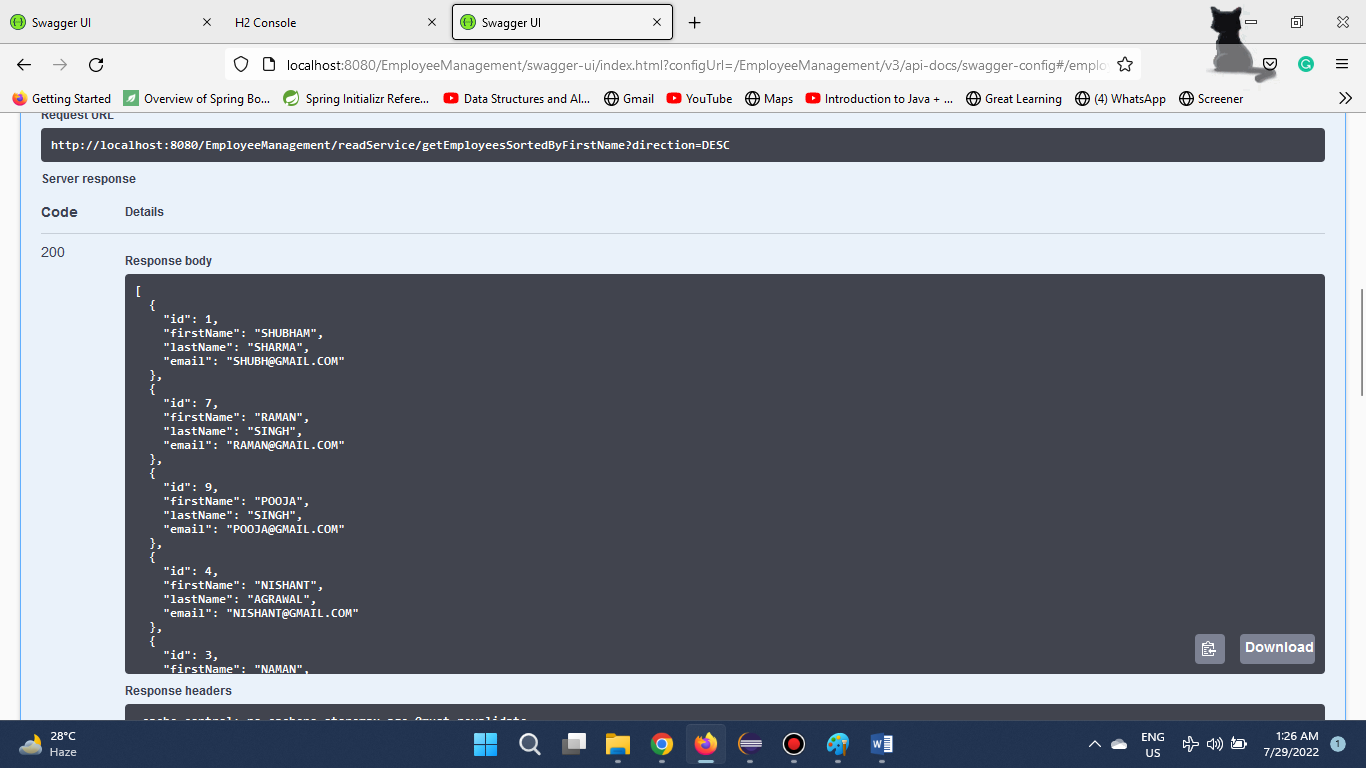 Swagger UI
H2 Console
Swagger UI
localhost:8080/EmployeeManagement/swagger-ui/index.html?configUrl=/EmployeeManagement/v3/api-docs/swagger-config#/emplo
Getting Started
Overview of Spring Bo...
Spring Initializr Refere...
Data Structures and Al...
Gmail
YouTube
Maps
Introduction to Java + ...
Great Learning
(4) WhatsApp
Screener
Request URL
http://localhost:8080/EmployeeManagement/readService/getEmployeesSortedByFirstName?direction=DESC
Server response
Code Details
200
Response body
[
{
"id": 1,
"firstName": "SHUBHAM",
"lastName": "SHARMA",
"email": "SHUBH@GMAIL.COM"
},
{
"id": 7,
"firstName": "RAMAN",
"lastName": "SINGH",
"email": "RAMAN@GMAIL.COM"
},
{
"id": 9,
"firstName": "POOJA",
"lastName": "SINGH",
"email": "POOJA@GMAIL.COM"
},
{
"id": 4,
"firstName": "NISHANT",
"lastName": "AGRAWAL",
"email": "NISHANT@GMAIL.COM"
},
{
"id": 3,
"firstName": "NAMAN",
Download
Response headers
28°C
Haze
ENG
US
1:26 AM
7/29/2022
1